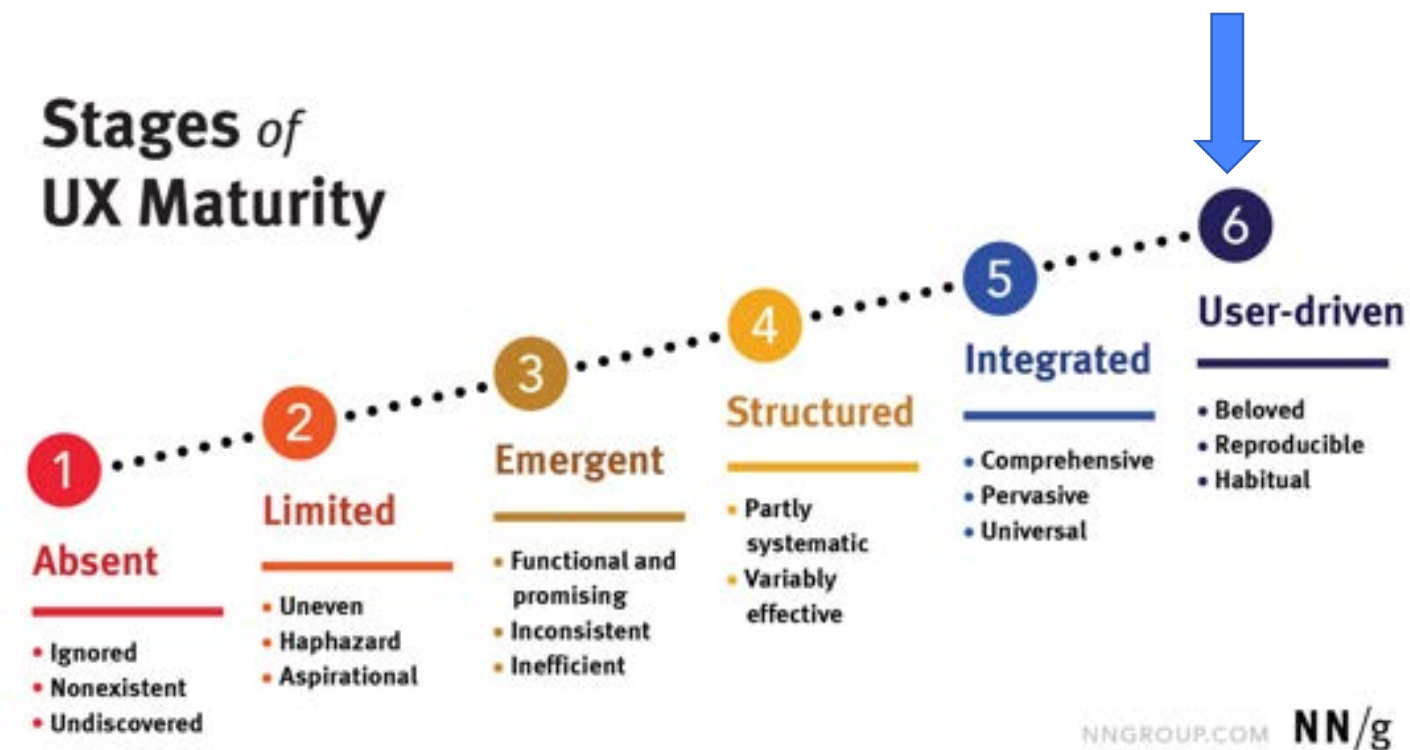 Stages of
UX Maturity
1
Absent
• Ignored
• Nonexistent
• Undiscovered
2
Limited
• Uneven
• Haphazard
• Aspirational
3
Emergent
• Functional and
promising
• Inconsistent
• Inefficient
4
Structured
• Partly
systematic
• Variably
effective
5
Integrated
• Comprehensive
• Pervasive
• Universal
6
User-driven
• Beloved
• Reproducible
• Habitual
NNGROUP.COM NN/g